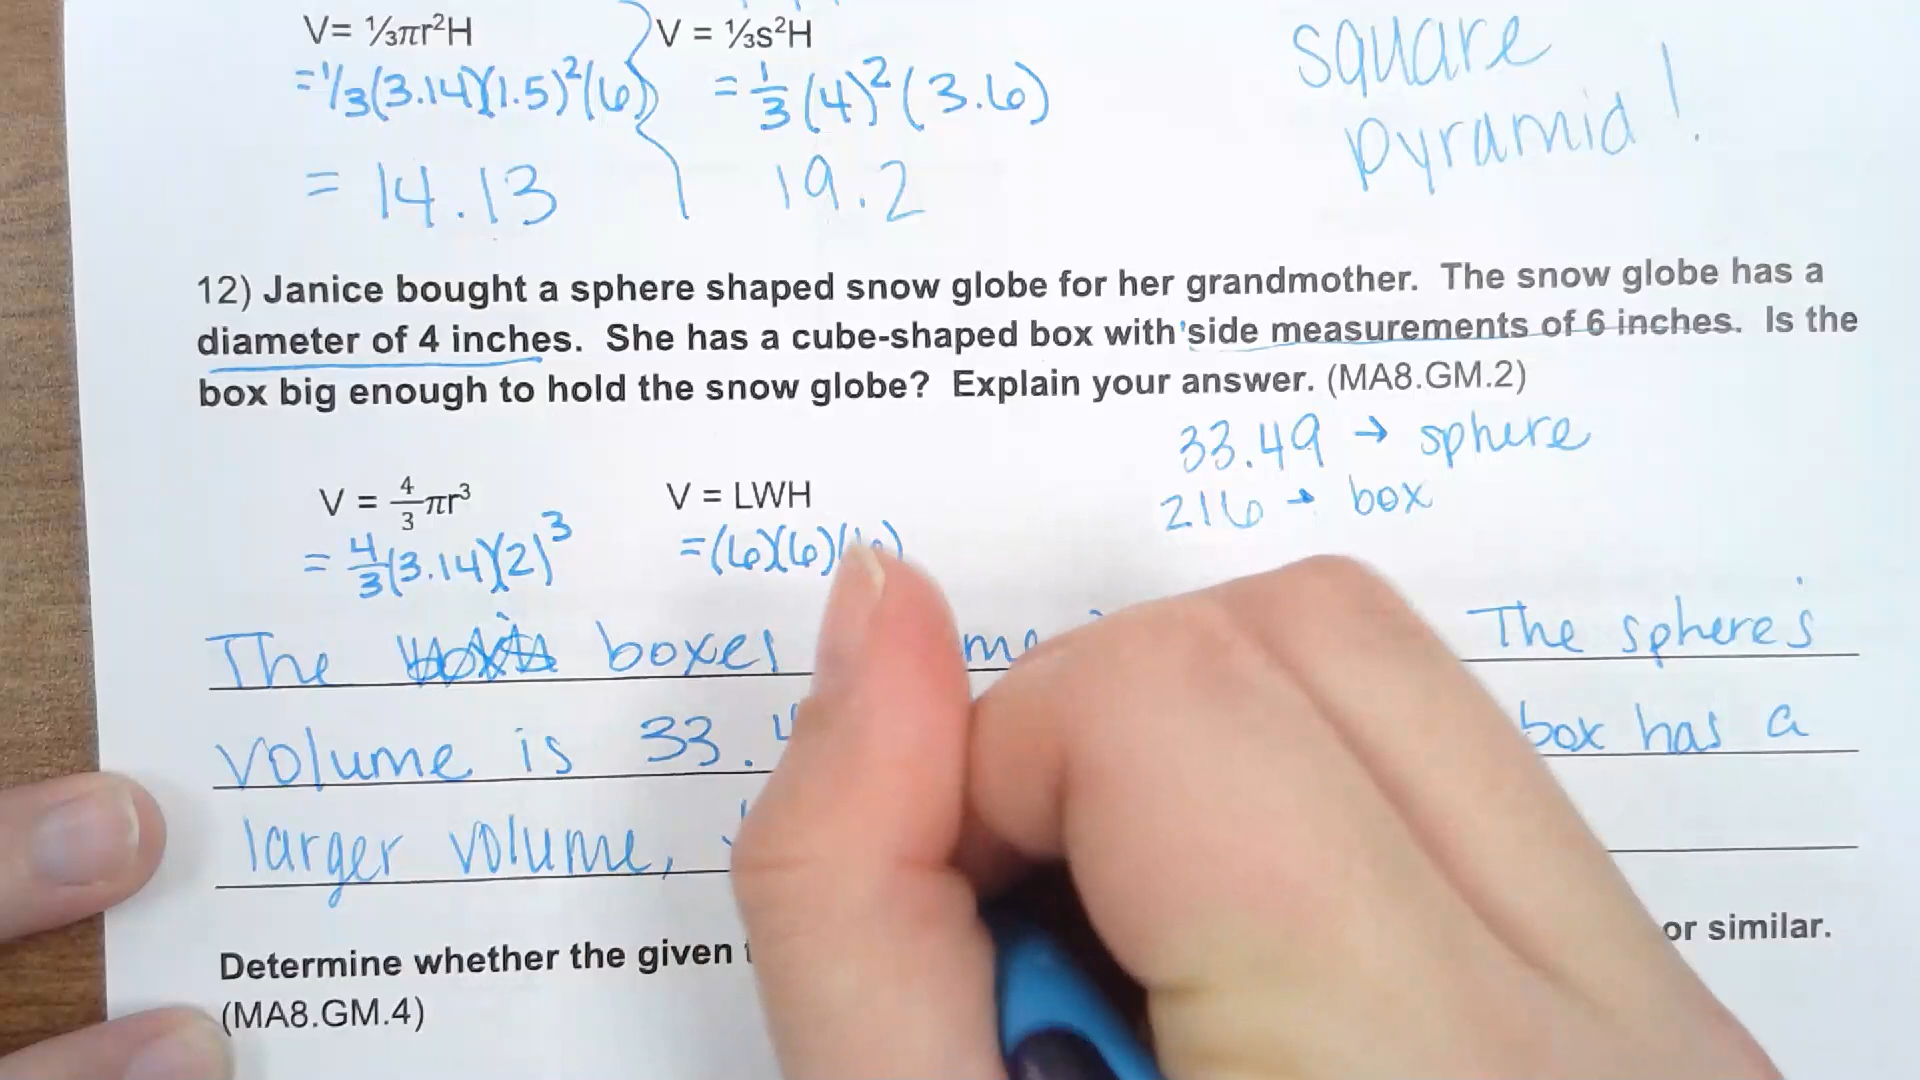 V= ⅓πr²H V = ⅓s²H
=⅓(3.14)(1.5)²(6) = 1/3 (4)² (3.6)
= 14.13 19.2
square
pyramid!
12) Janice bought a sphere shaped snow globe for her grandmother. The snow globe has a
diameter of 4 inches. She has a cube-shaped box with side measurements of 6 inches. Is the
box big enough to hold the snow globe? Explain your answer. (MA8.GM.2)
33.49 → sphere
216 → box
V = 4/3 πr³ V = LWH
= 4/3 (3.14)(2)³ =(6)(6)(6)
The boxes The sphere's
volume is 33. box has a
larger volume,
Determine whether the given or similar.
(MA8.GM.4)